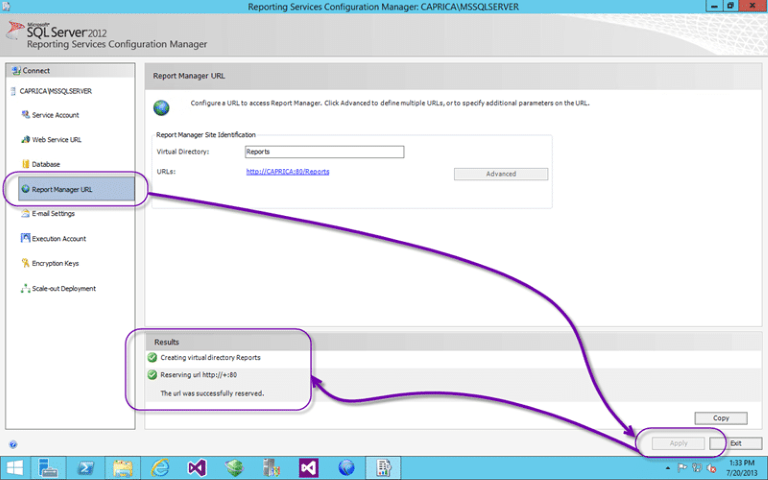 Reporting Services Configuration Manager: CAPRICA\MSSQLSERVER
Microsoft
SQL Server 2012
Reporting Services Configuration Manager
Connect
CAPRICA\MSSQLSERVER
Service Account
Web Service URL
Database
Report Manager URL
E-mail Settings
Execution Account
Encryption Keys
Scale-out Deployment
Report Manager URL
Configure a URL to access Report Manager. Click Advanced to define multiple URLs, or to specify additional parameters on the URL.
Report Manager Site Identification
Virtual Directory:
Reports
URLs:
http://CAPRICA:80/Reports
Advanced
Results
Creating virtual directory Reports
Reserving url http://+:80
The url was successfully reserved.
Copy
Apply
Exit
1:33 PM
7/20/2013